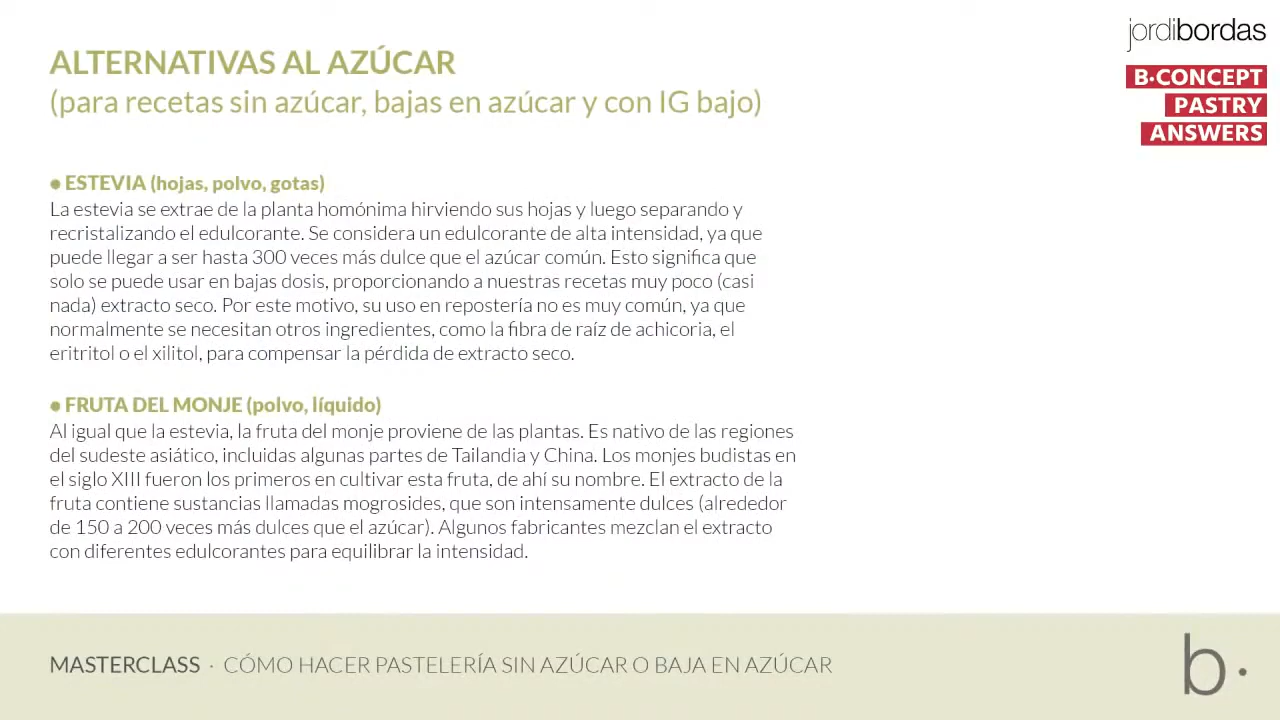 jordibordas
B·CONCEPT
PASTRY
ANSWERS
ALTERNATIVAS AL AZÚCAR
(para recetas sin azúcar, bajas en azúcar y con IG bajo)
● ESTEVIA (hojas, polvo, gotas)
La estevia se extrae de la planta homónima hirviendo sus hojas y luego separando y
recristalizando el edulcorante. Se considera un edulcorante de alta intensidad, ya que
puede llegar a ser hasta 300 veces más dulce que el azúcar común. Esto significa que
solo se puede usar en bajas dosis, proporcionando a nuestras recetas muy poco (casi
nada) extracto seco. Por este motivo, su uso en repostería no es muy común, ya que
normalmente se necesitan otros ingredientes, como la fibra de raíz de achicoria, el
eritritol o el xilitol, para compensar la pérdida de extracto seco.
● FRUTA DEL MONJE (polvo, líquido)
Al igual que la estevia, la fruta del monje proviene de las plantas. Es nativo de las regiones
del sudeste asiático, incluidas algunas partes de Tailandia y China. Los monjes budistas en
el siglo XIII fueron los primeros en cultivar esta fruta, de ahí su nombre. El extracto de la
fruta contiene sustancias llamadas mogrosides, que son intensamente dulces (alrededor
de 150 a 200 veces más dulces que el azúcar). Algunos fabricantes mezclan el extracto
con diferentes edulcorantes para equilibrar la intensidad.
MASTERCLASS · CÓMO HACER PASTELERÍA SIN AZÚCAR O BAJA EN AZÚCAR
b·